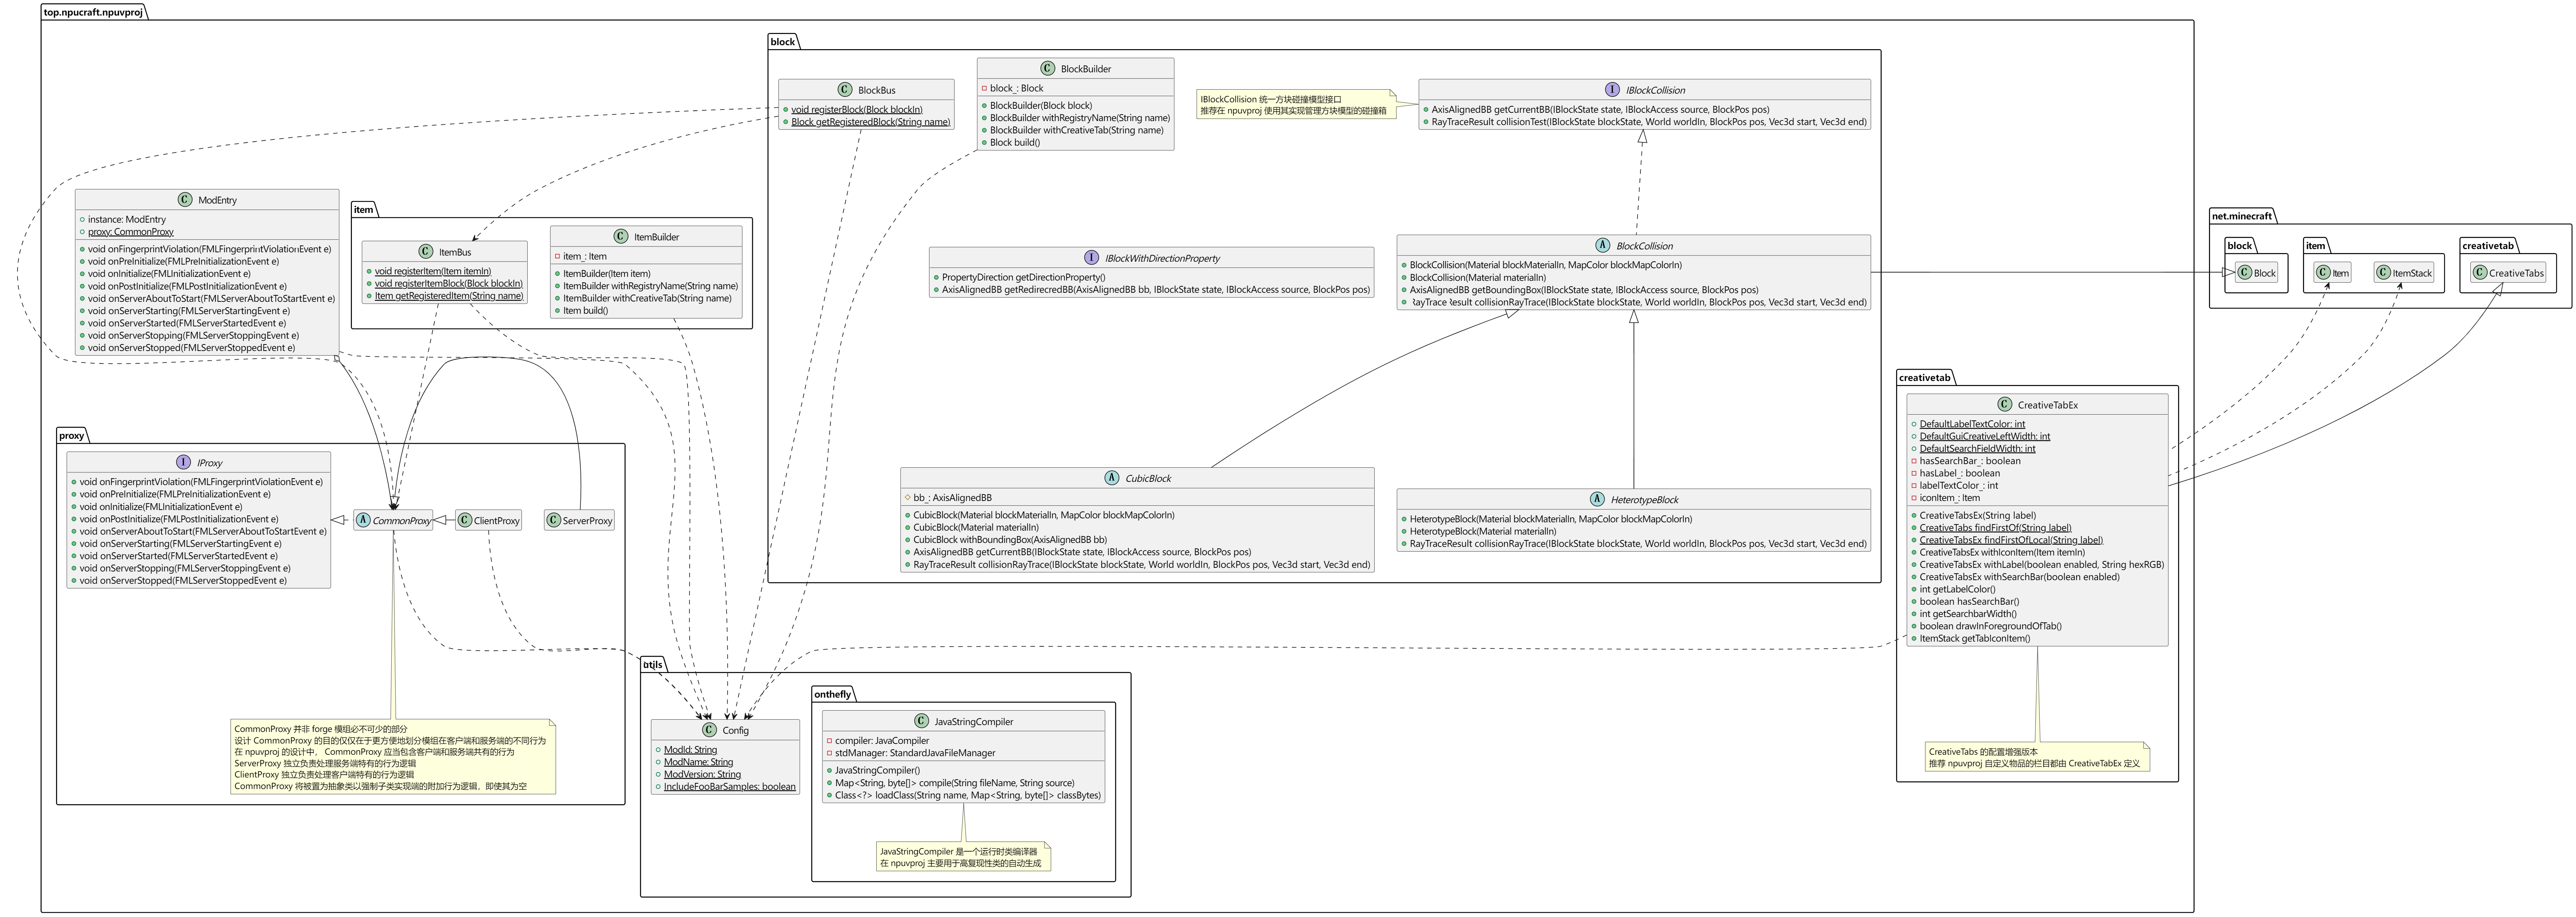 top.npucraft.npuvproj
block
BlockBus
void registerBlock(Block blockIn)
Block getRegisteredBlock(String name)
BlockBuilder
block_: Block
BlockBuilder(Block block)
BlockBuilder withRegistryName(String name)
BlockBuilder withCreativeTab(String name)
Block build()
IBlockCollision 统一方块碰撞模型接口
推荐在 npuvproj 使用其实现管理方块模型的碰撞箱
IBlockCollision
AxisAlignedBB getCurrentBB(IBlockState state, IBlockAccess source, BlockPos pos)
RayTraceResult collisionTest(IBlockState blockState, World worldIn, BlockPos pos, Vec3d start, Vec3d end)
ModEntry
instance: ModEntry
proxy: CommonProxy
void onFingerprintViolation(FMLFingerprintViolationEvent e)
void onPreInitialize(FMLPreInitializationEvent e)
void onInitialize(FMLInitializationEvent e)
void onPostInitialize(FMLPostInitializationEvent e)
void onServerAboutToStart(FMLServerAboutToStartEvent e)
void onServerStarting(FMLServerStartingEvent e)
void onServerStarted(FMLServerStartedEvent e)
void onServerStopping(FMLServerStoppingEvent e)
void onServerStopped(FMLServerStoppedEvent e)
item
ItemBus
void registerItem(Item itemIn)
void registerItemBlock(Block blockIn)
Item getRegisteredItem(String name)
ItemBuilder
item_: Item
ItemBuilder(Item item)
ItemBuilder withRegistryName(String name)
ItemBuilder withCreativeTab(String name)
Item build()
IBlockWithDirectionProperty
PropertyDirection getDirectionProperty()
AxisAlignedBB getRedirecredBB(AxisAlignedBB bb, IBlockState state, IBlockAccess source, BlockPos pos)
BlockCollision
BlockCollision(Material blockMaterialIn, MapColor blockMapColorIn)
BlockCollision(Material materialIn)
AxisAlignedBB getBoundingBox(IBlockState state, IBlockAccess source, BlockPos pos)
RayTraceResult collisionRayTrace(IBlockState blockState, World worldIn, BlockPos pos, Vec3d start, Vec3d end)
net.minecraft
block
Block
item
Item
ItemStack
creativetab
CreativeTabs
creativetab
CreativeTabEx
DefaultLabelTextColor: int
DefaultGuiCreativeLeftWidth: int
DefaultSearchFieldWidth: int
hasSearchBar_: boolean
hasLabel_: boolean
labelTextColor_: int
iconItem_: Item
CreativeTabsEx(String label)
CreativeTabs findFirstOf(String label)
CreativeTabsEx findFirstOfLocal(String label)
CreativeTabsEx withIconItem(Item itemIn)
CreativeTabsEx withLabel(boolean enabled, String hexRGB)
CreativeTabsEx withSearchBar(boolean enabled)
int getLabelColor()
boolean hasSearchBar()
int getSearchbarWidth()
boolean drawInForegroundOfTab()
ItemStack getTabIconItem()
proxy
IProxy
void onFingerprintViolation(FMLFingerprintViolationEvent e)
void onPreInitialize(FMLPreInitializationEvent e)
void onInitialize(FMLInitializationEvent e)
void onPostInitialize(FMLPostInitializationEvent e)
void onServerAboutToStart(FMLServerAboutToStartEvent e)
void onServerStarting(FMLServerStartingEvent e)
void onServerStarted(FMLServerStartedEvent e)
void onServerStopping(FMLServerStoppingEvent e)
void onServerStopped(FMLServerStoppedEvent e)
CommonProxy
ClientProxy
ServerProxy
CubicBlock
bb_: AxisAlignedBB
CubicBlock(Material blockMaterialIn, MapColor blockMapColorIn)
CubicBlock(Material materialIn)
CubicBlock withBoundingBox(AxisAlignedBB bb)
AxisAlignedBB getCurrentBB(IBlockState state, IBlockAccess source, BlockPos pos)
RayTraceResult collisionRayTrace(IBlockState blockState, World worldIn, BlockPos pos, Vec3d start, Vec3d end)
HeterotypeBlock
HeterotypeBlock(Material blockMaterialIn, MapColor blockMapColorIn)
HeterotypeBlock(Material materialIn)
RayTraceResult collisionRayTrace(IBlockState blockState, World worldIn, BlockPos pos, Vec3d start, Vec3d end)
CommonProxy 并非 forge 模组必不可少的部分
设计 CommonProxy 的目的仅仅在于更方便地划分模组在客户端和服务端的不同行为
在 npuvproj 的设计中， CommonProxy 应当包含客户端和服务端共有的行为
ServerProxy 独立负责处理服务端特有的行为逻辑
ClientProxy 独立负责处理客户端特有的行为逻辑
CommonProxy 将被置为抽象类以强制子类实现端的附加行为逻辑，即使其为空
utils
Config
ModId: String
ModName: String
ModVersion: String
IncludeFooBarSamples: boolean
onthefly
JavaStringCompiler
compiler: JavaCompiler
stdManager: StandardJavaFileManager
JavaStringCompiler()
Map<String, byte[]> compile(String fileName, String source)
Class<?> loadClass(String name, Map<String, byte[]> classBytes)
JavaStringCompiler 是一个运行时类编译器
在 npuvproj 主要用于高复现性类的自动生成
CreativeTabs 的配置增强版本
推荐 npuvproj 自定义物品的栏目都由 CreativeTabEx 定义